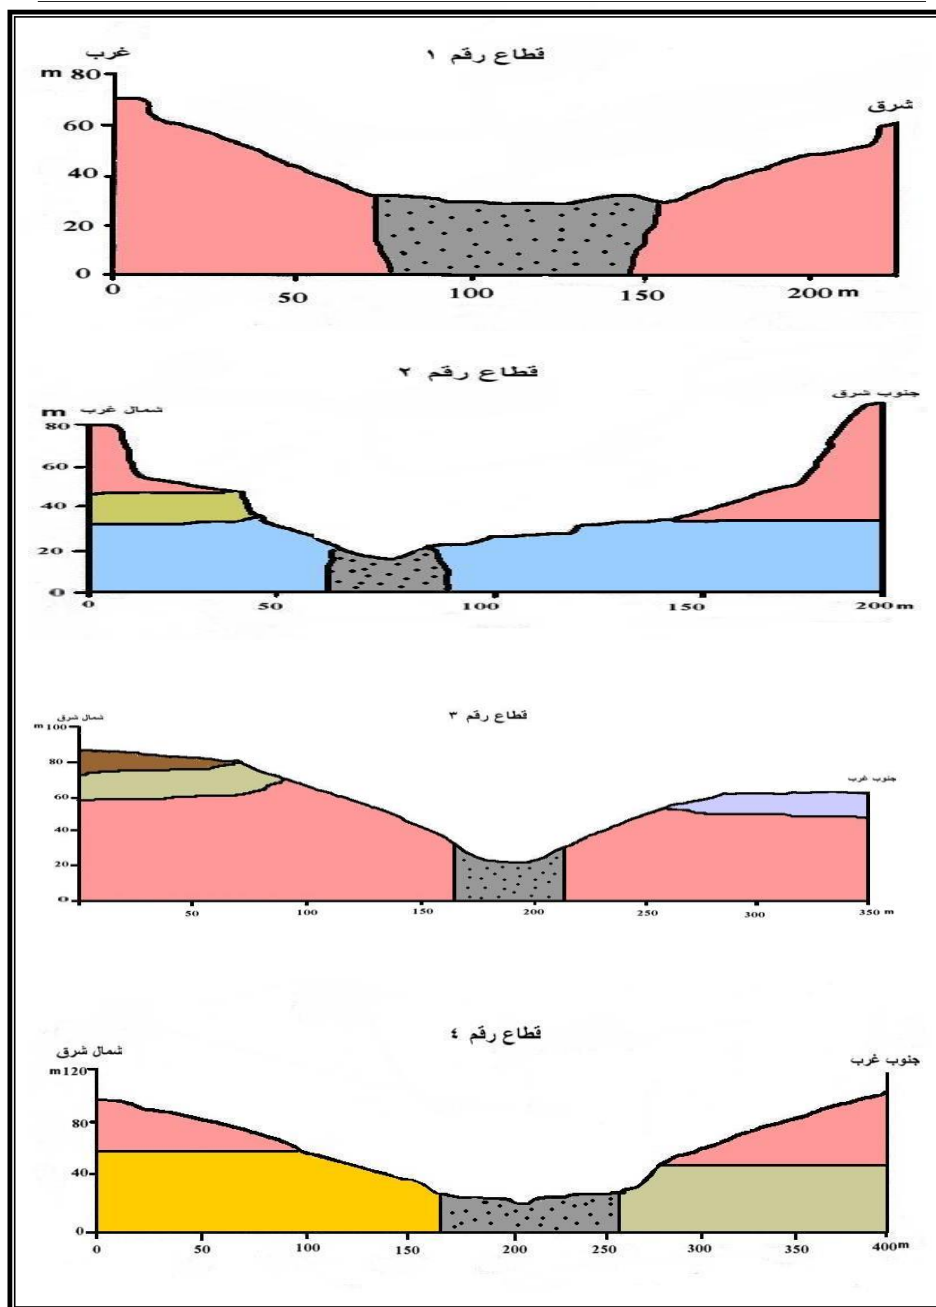 قطاع رقم ١
غرب
شرق
m 80
60
40
20
0
0 50 100 150 200 m
قطاع رقم ٢
شمال غرب
جنوب شرق
m
80
60
40
20
0
0 50 100 150 200 m
قطاع رقم ٣
شمال شرق
جنوب غرب
m 100
80
60
40
20
0
50 100 150 200 250 300 350 m
قطاع رقم ٤
شمال شرق
جنوب غرب
m 120
80
40
0
0 50 100 150 200 250 300 350 400 m